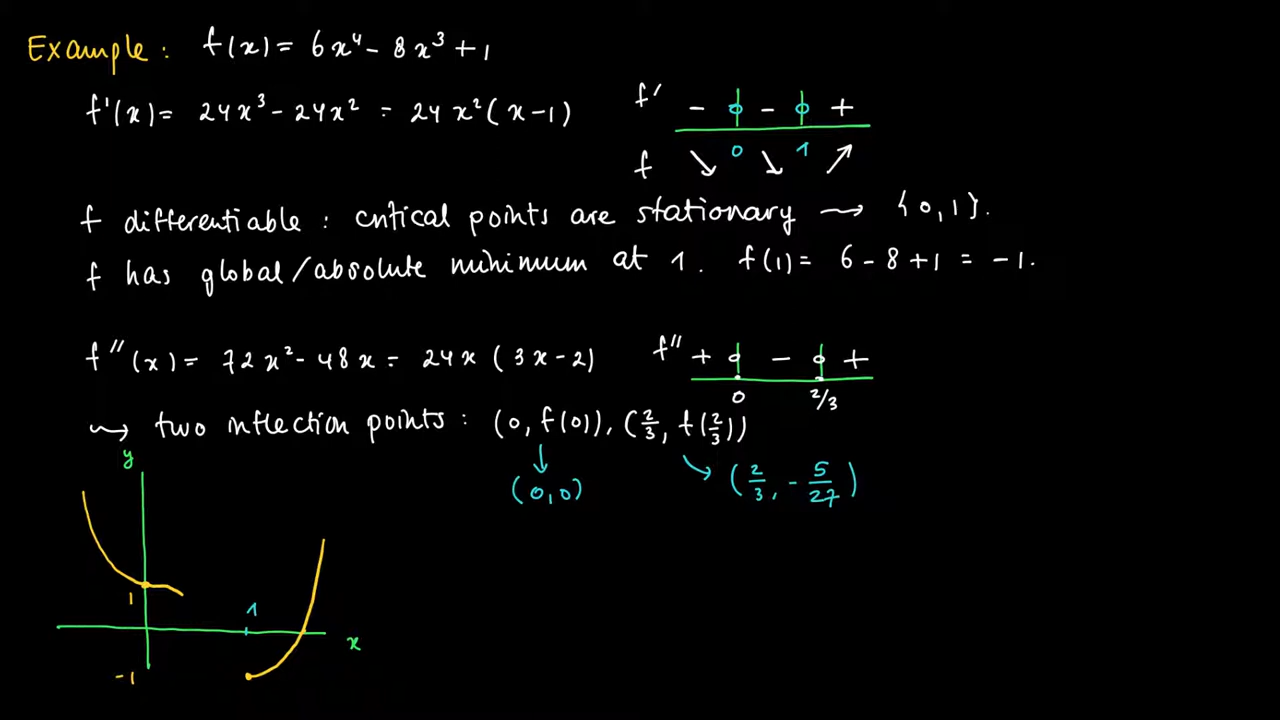 Example: f(x) = 6x⁴ - 8x³ + 1
f'(x) = 24x³ - 24x² = 24x²(x-1)
f' - 0 - 0 +
0 1
f ↘ ↘ ↗
f differentiable: critical points are stationary → {0,1}.
f has global/absolute minimum at 1. f(1) = 6 - 8 + 1 = -1.
f''(x) = 72x² - 48x = 24x (3x-2)
f'' + 0 - 0 +
0 2/3
↝ two inflection points: (0, f(0)), (2/3, f(2/3))
(0,0)
(2/3, -5/27)
y
1
1
x
-1